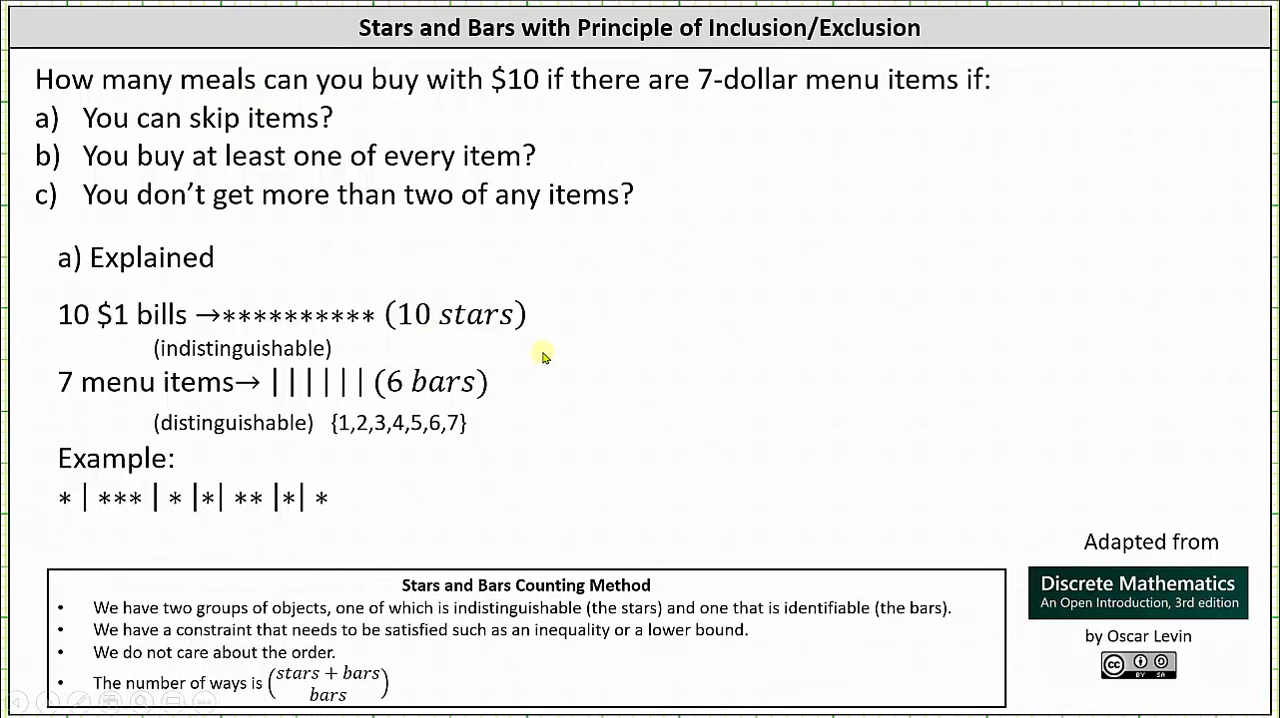 Stars and Bars with Principle of Inclusion/Exclusion
How many meals can you buy with $10 if there are 7-dollar menu items if:
a) You can skip items?
b) You buy at least one of every item?
c) You don’t get more than two of any items?
a) Explained
10 $1 bills →********** (10 stars)
(indistinguishable)
7 menu items→ | | | | | | (6 bars)
(distinguishable) {1,2,3,4,5,6,7}
Example:
* | *** | * |*| ** |*| *
Adapted from
Discrete Mathematics
An Open Introduction, 3rd edition
by Oscar Levin
cc BY SA
Stars and Bars Counting Method
• We have two groups of objects, one of which is indistinguishable (the stars) and one that is identifiable (the bars).
• We have a constraint that needs to be satisfied such as an inequality or a lower bound.
• We do not care about the order.
• The number of ways is (stars + bars
bars)